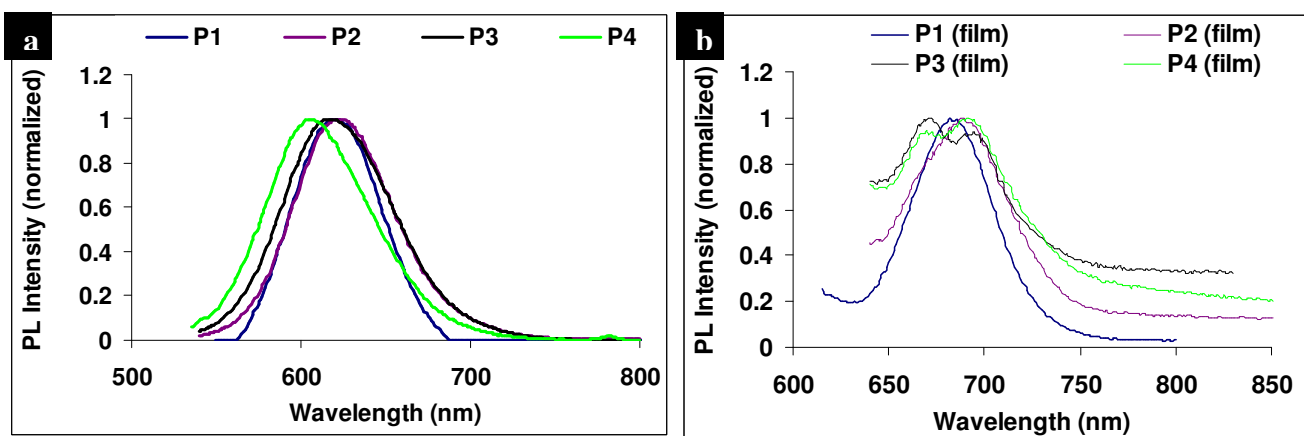 a
P1 P2 P3 P4
PL Intensity (normalized)
1.2
1
0.8
0.6
0.4
0.2
0
500 600 700 800
Wavelength (nm)
b
P1 (film) P2 (film)
P3 (film) P4 (film)
PL Intensity (normalized)
1.2
1
0.8
0.6
0.4
0.2
0
600 650 700 750 800 850
Wavelength (nm)